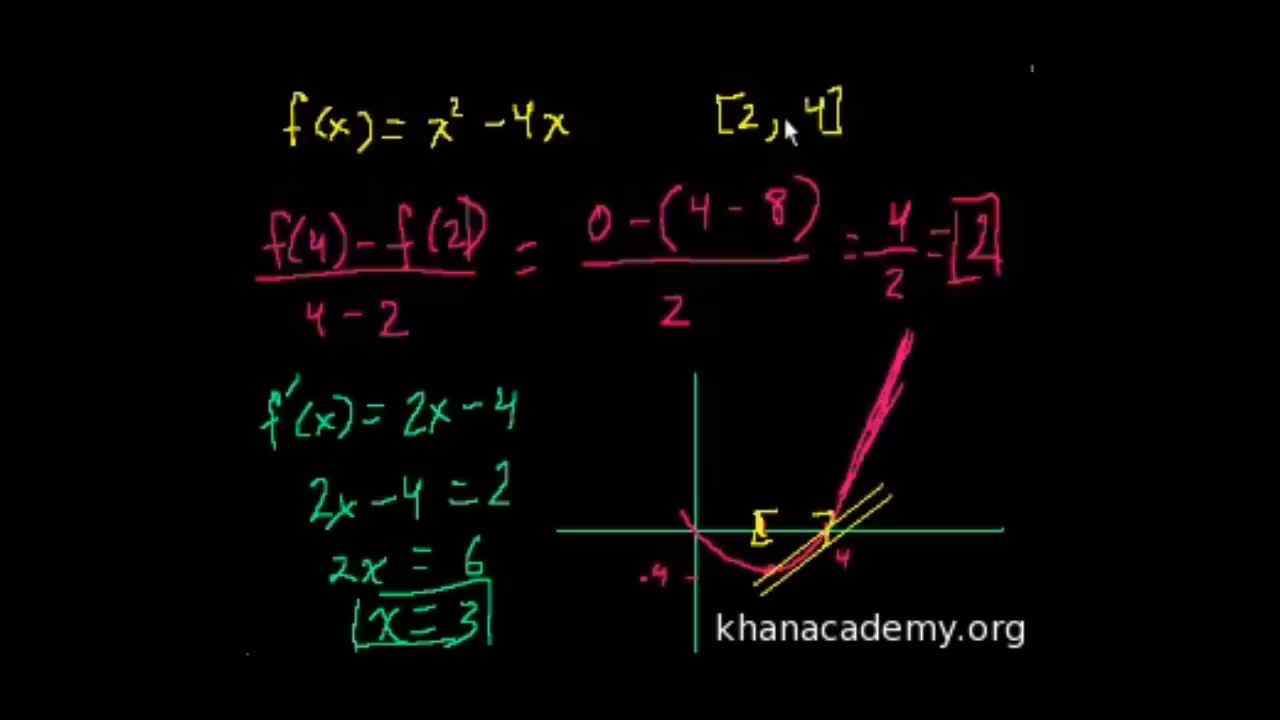 f(x) = x² - 4x [2, 4]
f(4) - f(2) / 4 - 2 = 0 - (4 - 8) / 2 = 4 / 2 = 2
f'(x) = 2x - 4
2x - 4 = 2
2x = 6
x = 3
[ ]
4
-4
khanacademy.org